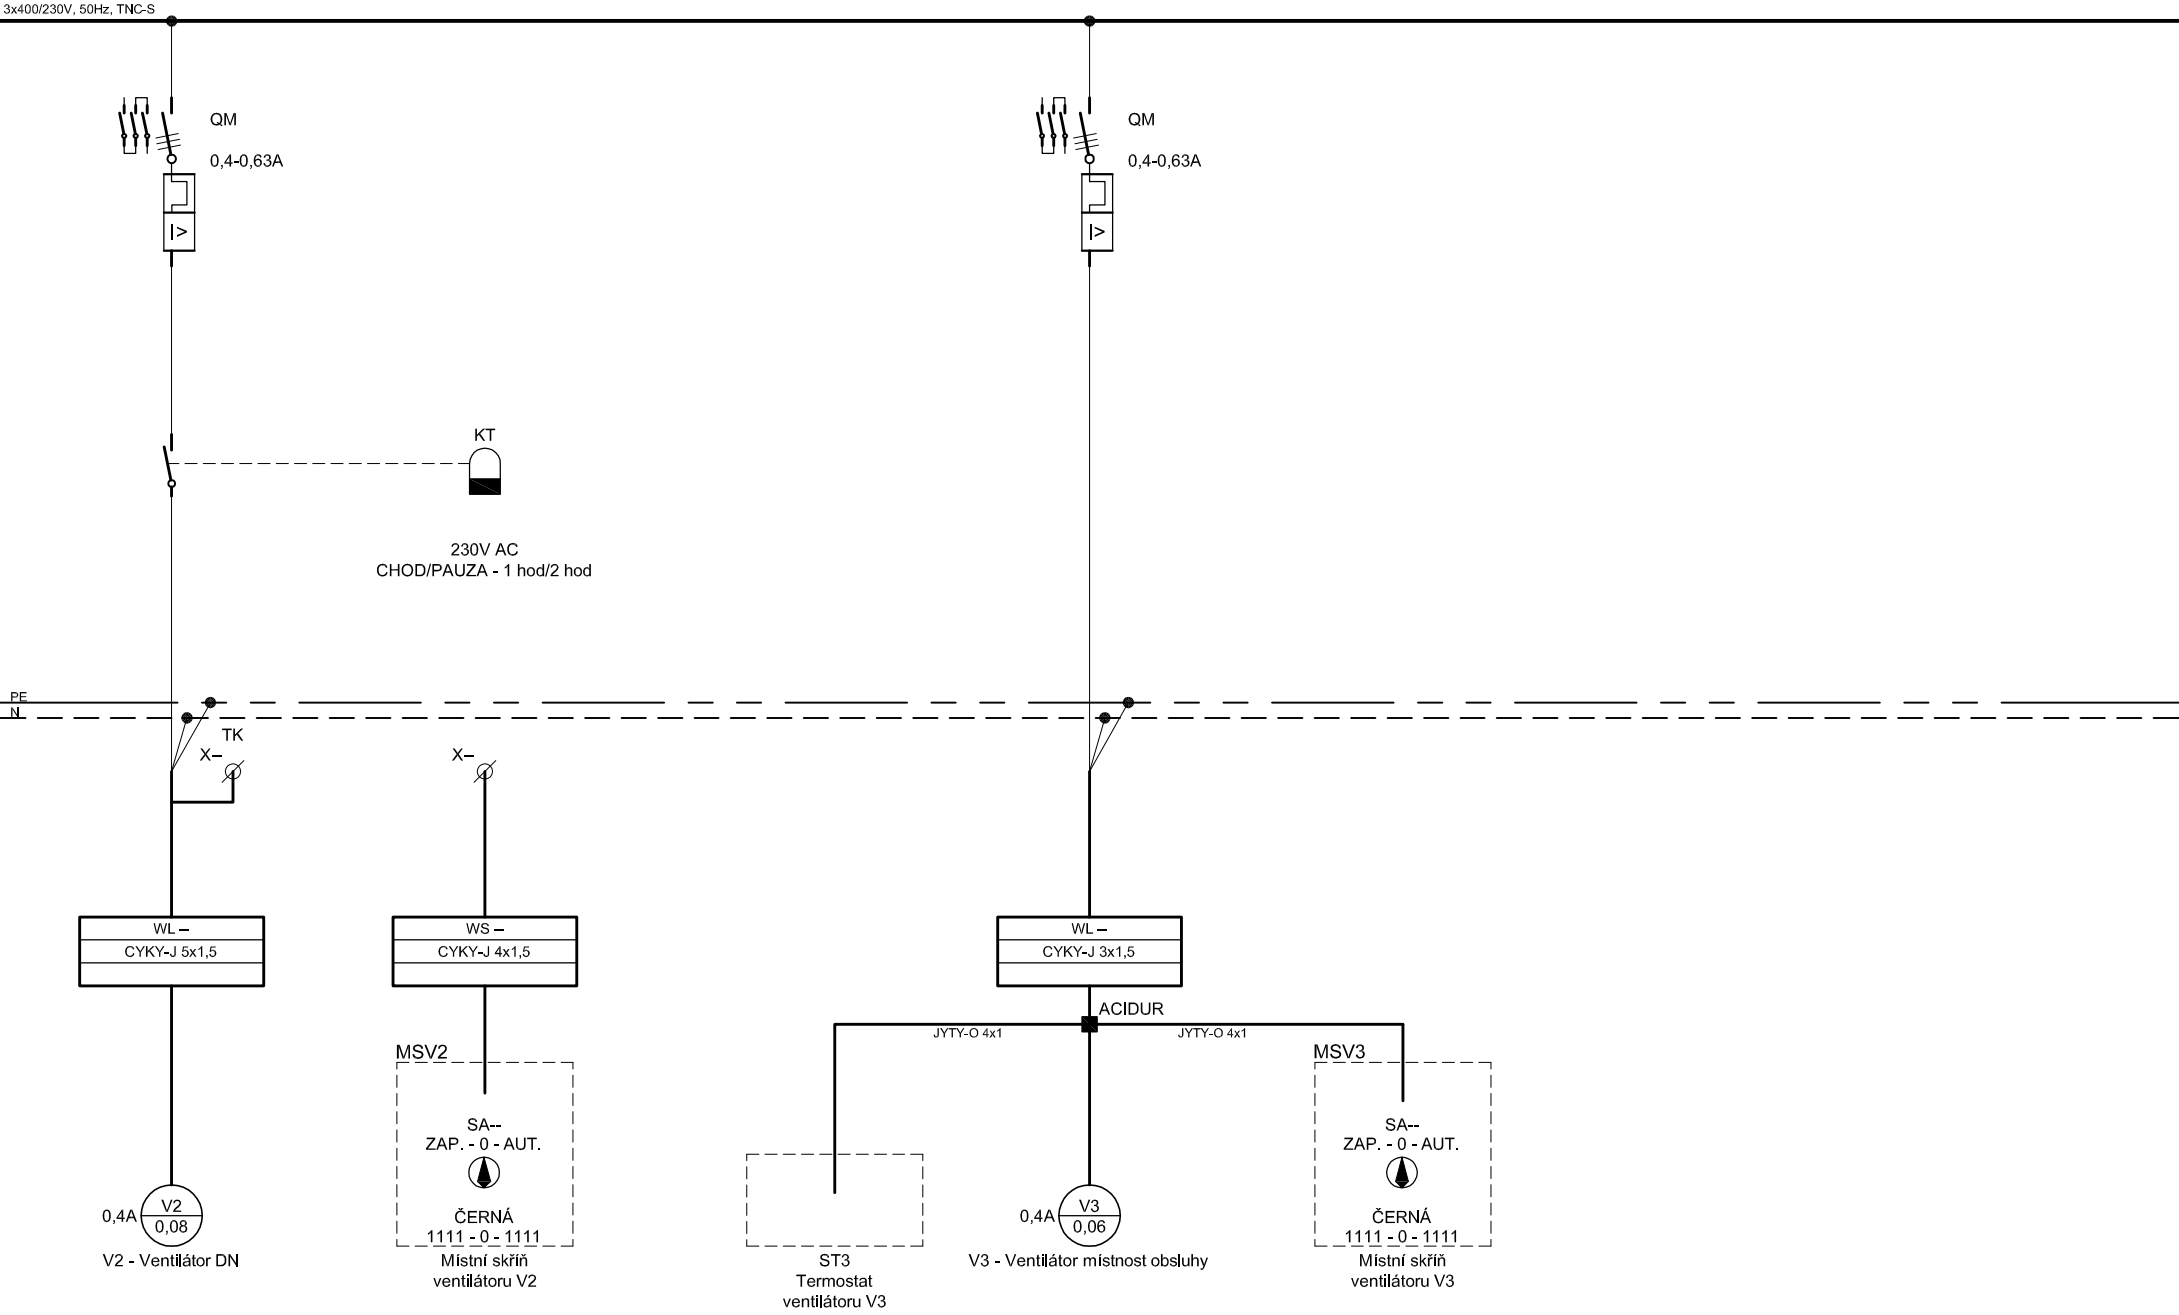 3x400/230V, 50Hz, TNC-S
QM
0,4-0,63A
I>
QM
0,4-0,63A
I>
KT
230V AC
CHOD/PAUZA - 1 hod/2 hod
PE
N
TK
X–
X–
WL –
CYKY-J 5x1,5
WS –
CYKY-J 4x1,5
WL –
CYKY-J 3x1,5
ACIDUR
JYTY-O 4x1
JYTY-O 4x1
MSV2
SA--
ZAP. - 0 - AUT.
ČERNÁ
1111 - 0 - 1111
Místní skříň
ventilátoru V2
MSV3
SA--
ZAP. - 0 - AUT.
ČERNÁ
1111 - 0 - 1111
Místní skříň
ventilátoru V3
0,4A
V2
0,08
V2 - Ventilátor DN
ST3
Termostat
ventilátoru V3
0,4A
V3
0,06
V3 - Ventilátor místnost obsluhy